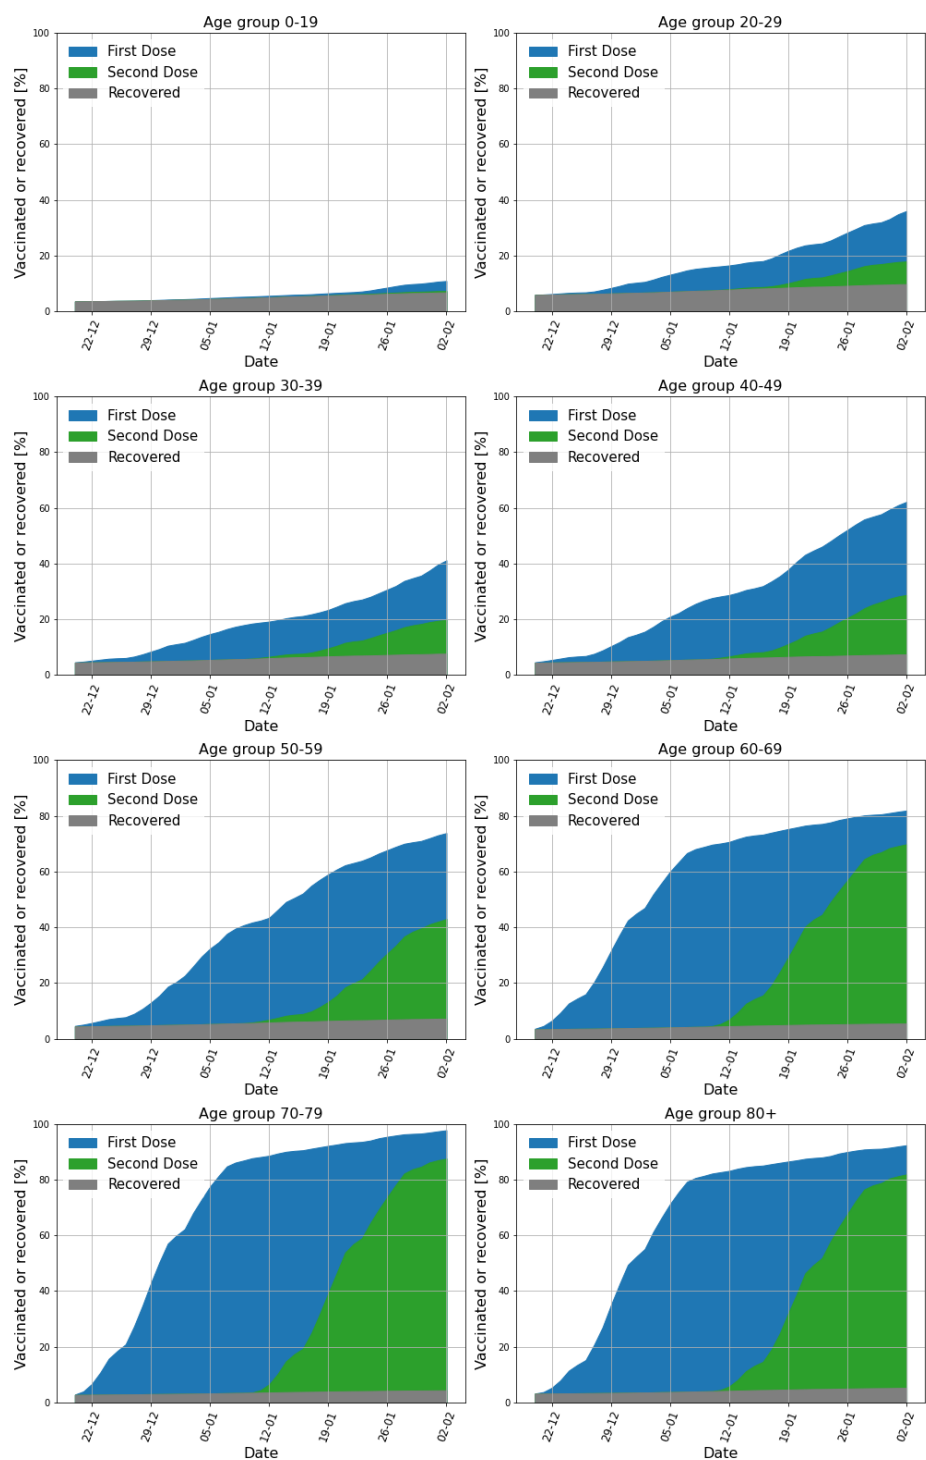 Age group 0-19
Vaccinated or recovered [%]
100
80
60
40
20
0
First Dose
Second Dose
Recovered
22-12
29-12
05-01
12-01
19-01
26-01
02-02
Date
Age group 20-29
Vaccinated or recovered [%]
100
80
60
40
20
0
First Dose
Second Dose
Recovered
22-12
29-12
05-01
12-01
19-01
26-01
02-02
Date
Age group 30-39
Vaccinated or recovered [%]
100
80
60
40
20
0
First Dose
Second Dose
Recovered
22-12
29-12
05-01
12-01
19-01
26-01
02-02
Date
Age group 40-49
Vaccinated or recovered [%]
100
80
60
40
20
0
First Dose
Second Dose
Recovered
22-12
29-12
05-01
12-01
19-01
26-01
02-02
Date
Age group 50-59
Vaccinated or recovered [%]
100
80
60
40
20
0
First Dose
Second Dose
Recovered
22-12
29-12
05-01
12-01
19-01
26-01
02-02
Date
Age group 60-69
Vaccinated or recovered [%]
100
80
60
40
20
0
First Dose
Second Dose
Recovered
22-12
29-12
05-01
12-01
19-01
26-01
02-02
Date
Age group 70-79
Vaccinated or recovered [%]
100
80
60
40
20
0
First Dose
Second Dose
Recovered
22-12
29-12
05-01
12-01
19-01
26-01
02-02
Date
Age group 80+
Vaccinated or recovered [%]
100
80
60
40
20
0
First Dose
Second Dose
Recovered
22-12
29-12
05-01
12-01
19-01
26-01
02-02
Date